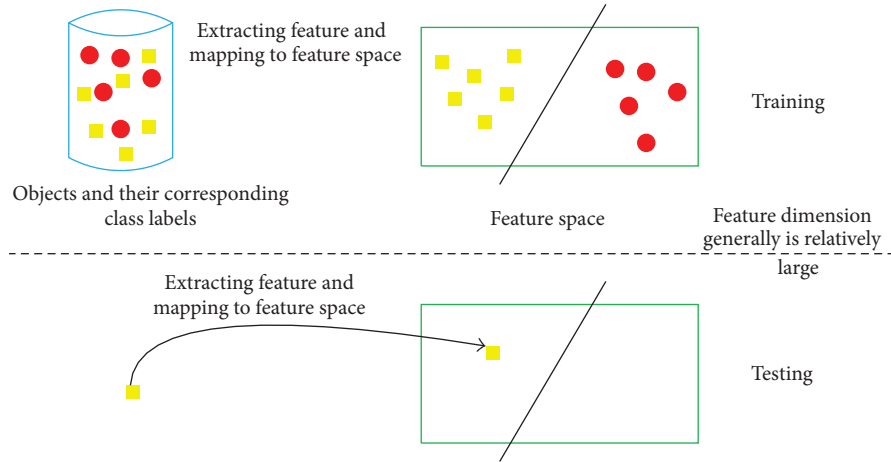 Extracting feature and
mapping to feature space
Training
Objects and their corresponding
class labels
Feature space
Feature dimension
generally is relatively
large
Extracting feature and
mapping to feature space
Testing